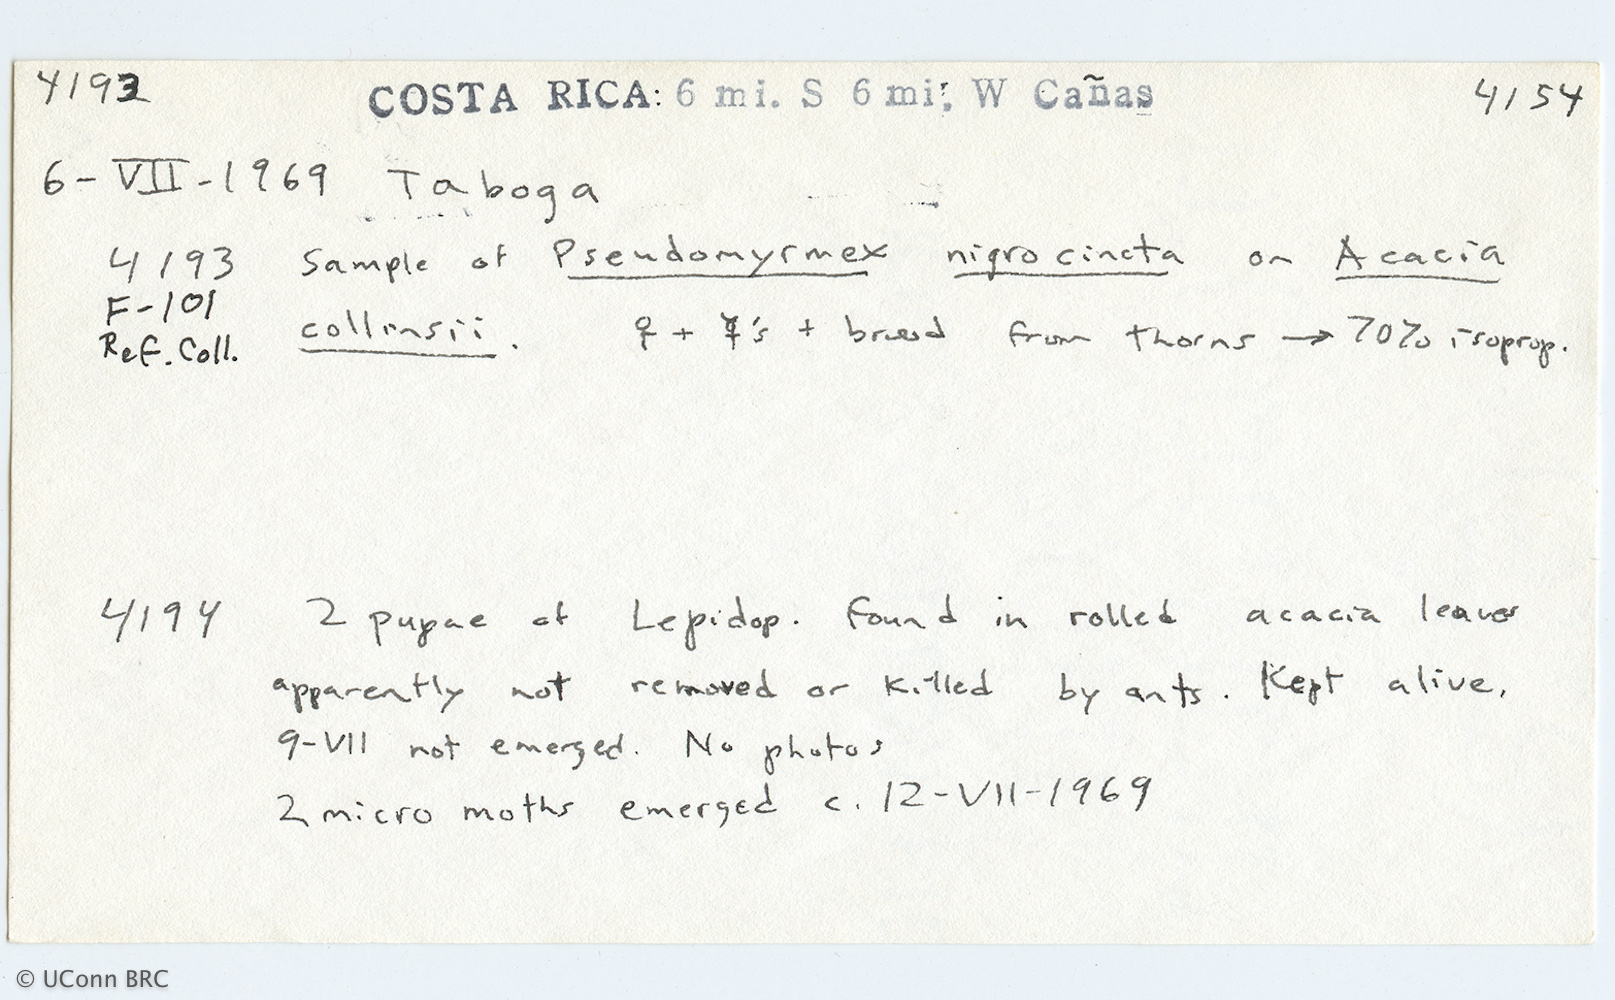 4193 COSTA RICA: 6 mi. S 6 mi. W Cañas 4154
6-VII-1969 Taboga
4193 Sample of Pseudomyrmex nigrocincta on Acacia
F-101
Ref. Coll. collinsii. ♀ + ☿'s + brood from thorns → 70% isoprop.
4194 2 pupae of Lepidop. found in rolled acacia leaves
apparently not removed or killed by ants. Kept alive.
9-VII not emerged. No photos
2 micro moths emerged c. 12-VII-1969
© UConn BRC